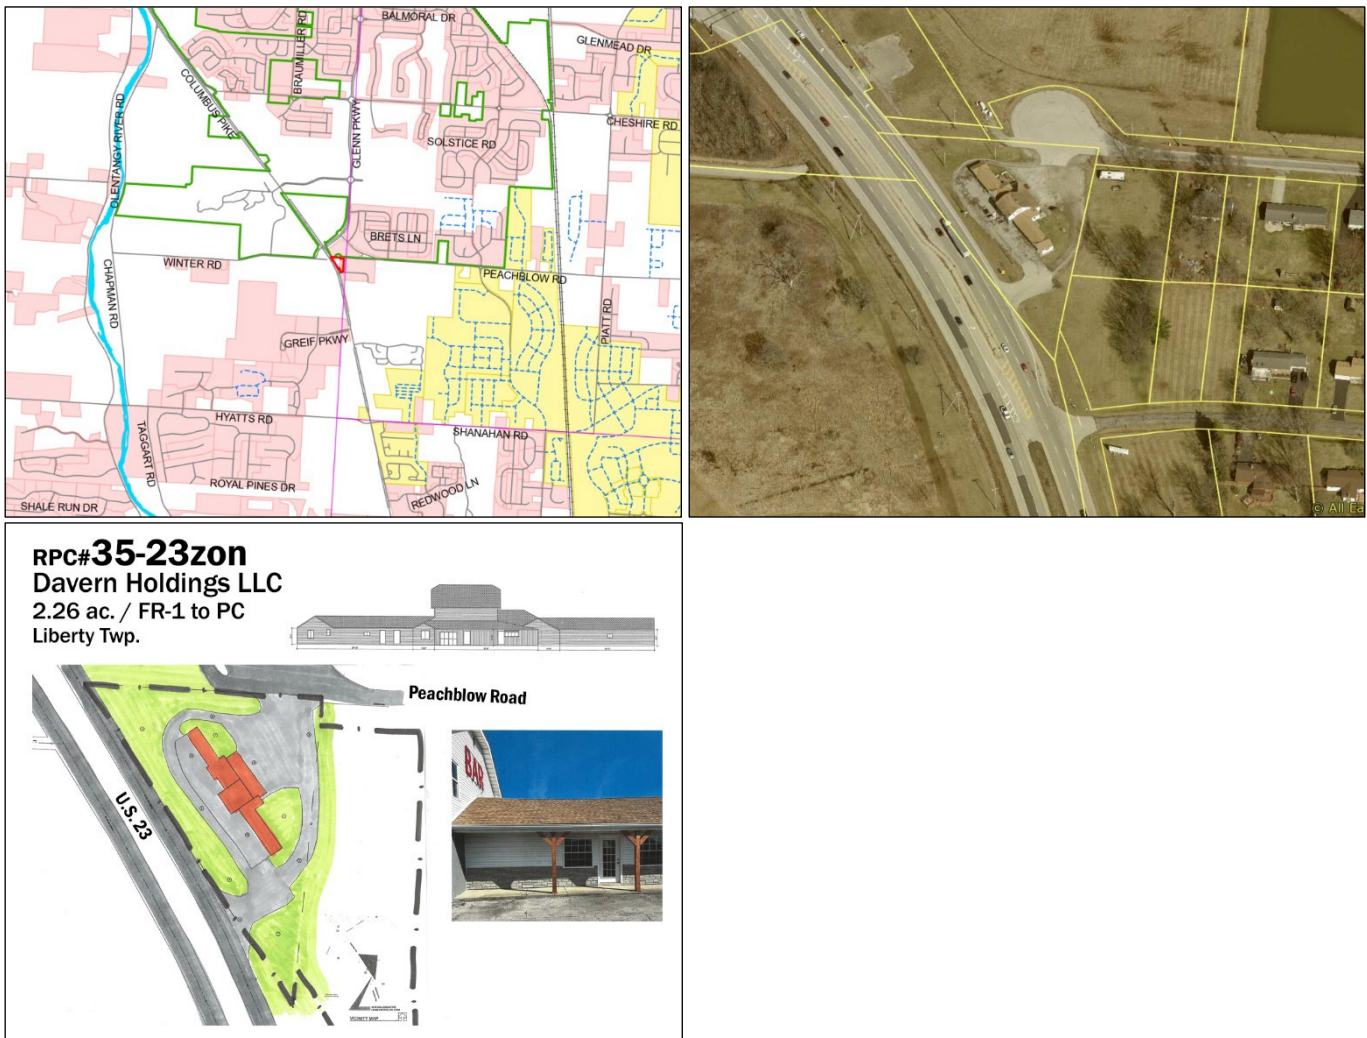 BALMORAL DR
GLENMEAD DR
BRAUMILLER RD
COLUMBUS PIKE
OLENTANGY RIVER RD
GLENN PKWY
CHESHIRE RD
SOLSTICE RD
BRETS LN
WINTER RD
PEACHBLOW RD
CHAPMAN RD
PIATT RD
GREIF PKWY
HYATTS RD
TAGGART RD
SHANAHAN RD
ROYAL PINES DR
REDWOOD LN
SHALE RUN DR
© All Ea
RPC#35-23zon
Davern Holdings LLC
2.26 ac. / FR-1 to PC
Liberty Twp.
Peachblow Road
U.S. 23
BAR
VICINITY MAP